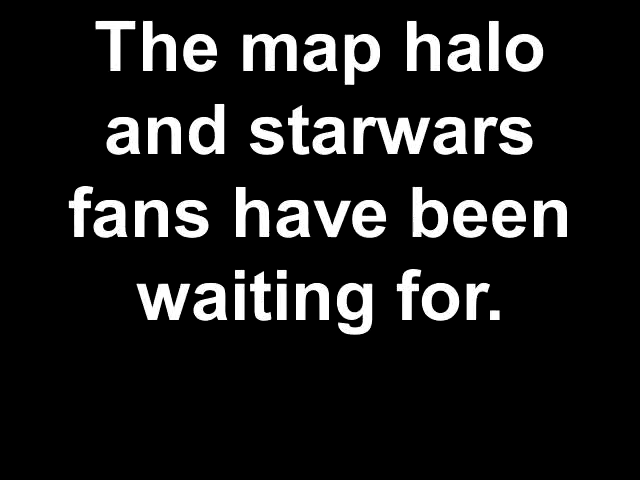 The map halo
and starwars
fans have been
waiting for.